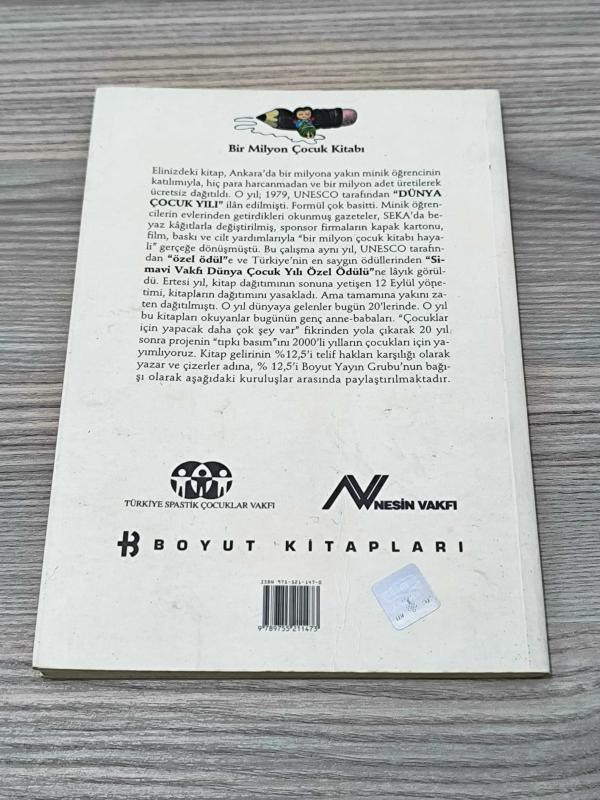 Bir Milyon Çocuk Kitabı
Elinizdeki kitap, Ankara'da bir milyona yakın minik öğrencinin
katılımıyla, hiç para harcanmadan ve bir milyon adet üretilerek
ücretsiz dağıtıldı. O yıl; 1979, UNESCO tarafından "DÜNYA
ÇOCUK YILI" ilân edilmişti. Formül çok basitti. Minik öğren-
cilerin evlerinden getirdikleri okunmuş gazeteler, SEKA'da be-
yaz kâğıtlarla değiştirilmiş, sponsor firmaların kapak kartonu,
film, baskı ve cilt yardımlarıyla "bir milyon çocuk kitabı haya-
li" gerçeğe dönüşmüştü. Bu çalışma aynı yıl, UNESCO tarafın-
dan "özel ödül"e ve Türkiye'nin en saygın ödüllerinden "Si-
mavi Vakfı Dünya Çocuk Yılı Özel Ödülü"ne lâyık görül-
dü. Ertesi yıl, kitap dağıtımının sonuna yetişen 12 Eylül yöne-
timi, kitapların dağıtımını yasakladı. Ama tamamına yakını za-
ten dağıtılmıştı. O yıl dünyaya gelenler bugün 20'lerinde. O yıl
bu kitapları okuyanlar bugünün genç anne-babaları. "Çocuklar
için yapacak daha çok şey var" fikrinden yola çıkarak 20 yıl
sonra projenin "tıpkı basım"ını 2000'li yılların çocukları için ya-
yımlıyoruz. Kitap gelirinin %12,5'i telif hakları karşılığı olarak
yazar ve çizerler adına, % 12,5'i Boyut Yayın Grubu'nun bağı-
şı olarak aşağıdaki kuruluşlar arasında paylaştırılmaktadır.
TÜRKİYE SPASTİK ÇOCUKLAR VAKFI
NESİN VAKFI
BOYUT KİTAPLARI
ISBN 975-521-147-0
9789755211473